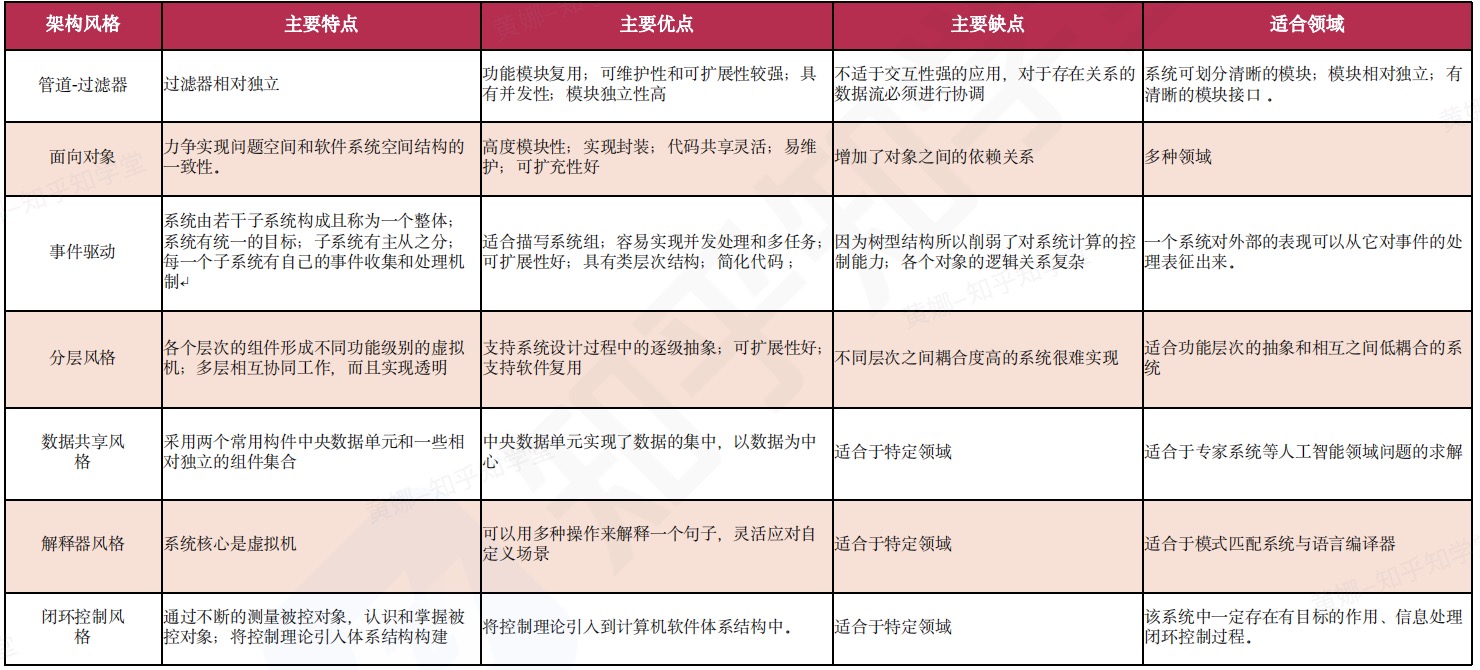 架构风格 主要特点 主要优点 主要缺点 适合领域
管道-过滤器
过滤器相对独立
功能模块复用；可维护性和可扩展性较强；具
有并发性；模块独立性高
不适于交互性强的应用，对于存在关系的
数据流必须进行协调
系统可划分清晰的模块；模块相对独立；有
清晰的模块接口 。
面向对象
力争实现问题空间和软件系统空间结构的
一致性。
高度模块性；实现封装；代码共享灵活；易维
护；可扩充性好
增加了对象之间的依赖关系
多种领域
事件驱动
系统由若干子系统构成且称为一个整体；
系统有统一的目标；子系统有主从之分；
每一个子系统有自己的事件收集和处理机
制↵
适合描写系统组；容易实现并发处理和多任务；
可扩展性好；具有类层次结构；简化代码 ；
因为树型结构所以削弱了对系统计算的控
制能力；各个对象的逻辑关系复杂
一个系统对外部的表现可以从它对事件的处
理表征出来。
分层风格
各个层次的组件形成不同功能级别的虚拟
机；多层相互协同工作，而且实现透明
支持系统设计过程中的逐级抽象；可扩展性好；
支持软件复用
不同层次之间耦合度高的系统很难实现
适合功能层次的抽象和相互之间低耦合的系
统
数据共享风
格
采用两个常用构件中央数据单元和一些相
对独立的组件集合
中央数据单元实现了数据的集中，以数据为中
心
适合于特定领域
适合于专家系统等人工智能领域问题的求解
解释器风格
系统核心是虚拟机
可以用多种操作来解释一个句子，灵活应对自
定义场景
适合于特定领域
适合于模式匹配系统与语言编译器
闭环控制风
格
通过不断的测量被控对象，认识和掌握被
控对象；将控制理论引入体系结构构建
将控制理论引入到计算机软件体系结构中。
适合于特定领域
该系统中一定存在有目标的作用、信息处理
闭环控制过程。
黄娜-知乎知学堂
知乎知学堂